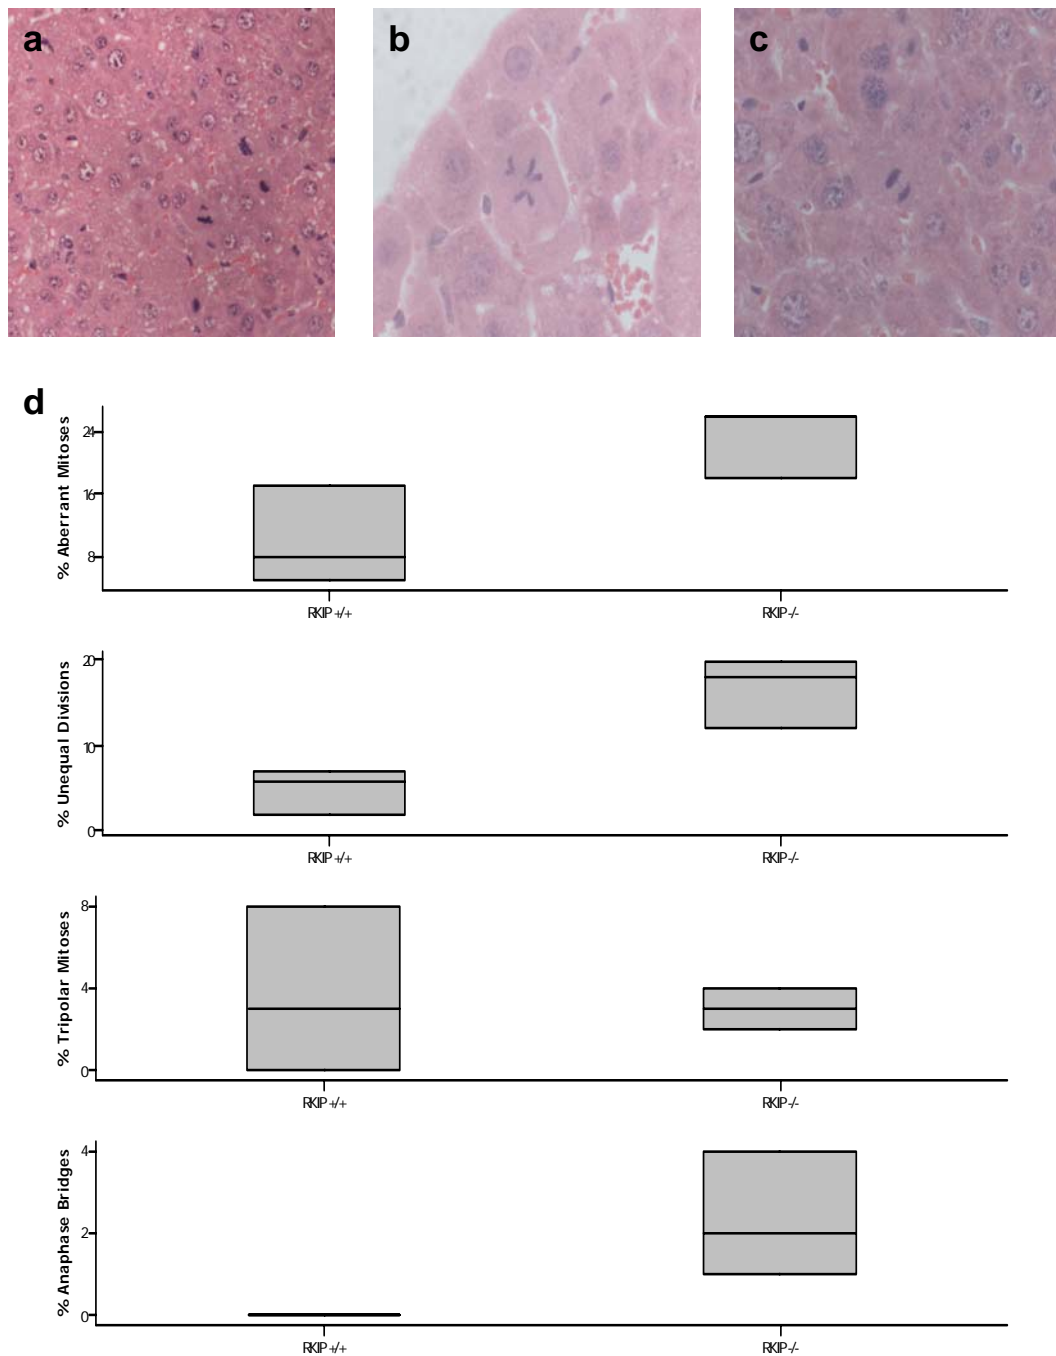 a
b
c
d
% Aberrant Mitoses
24
16
8
RKIP+/+
RKIP-/-
% Unequal Divisions
20
10
0
RKIP+/+
RKIP-/-
% Tripolar Mitoses
8
4
0
RKIP+/+
RKIP-/-
% Anaphase Bridges
4
2
0
RKIP+/+
RKIP-/-